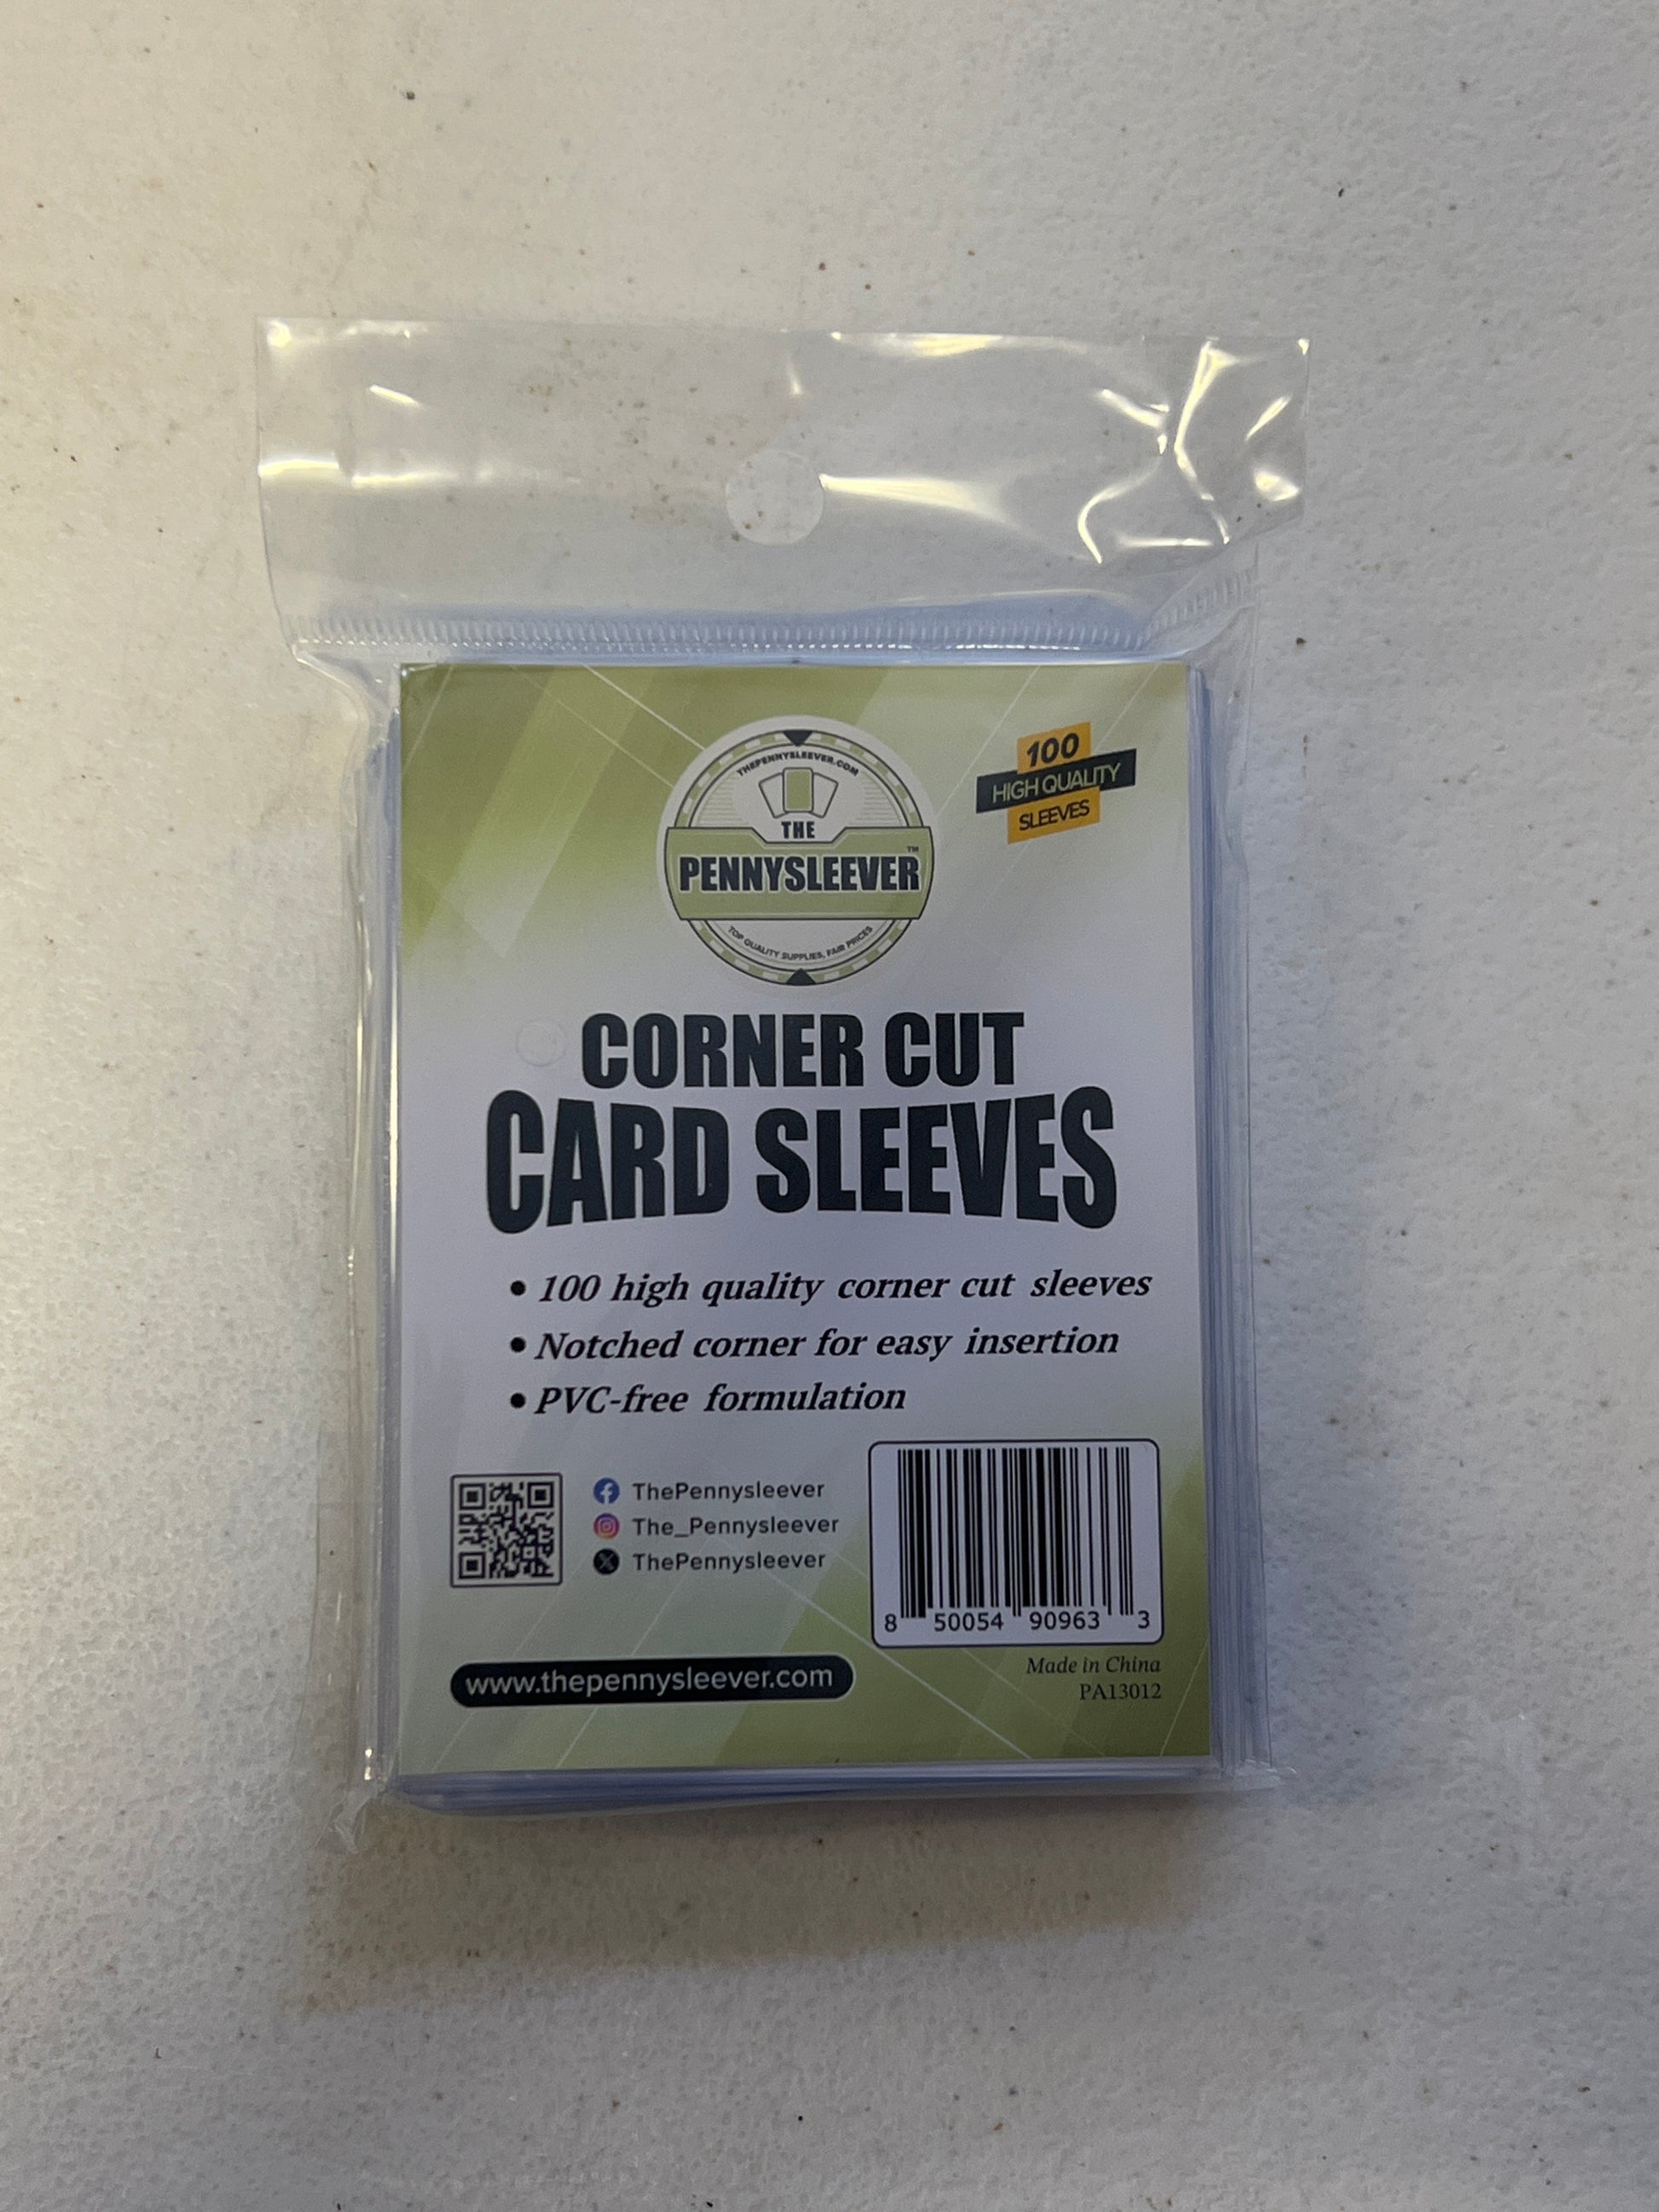 THEPENNYSLEEVER.COM
THE
PENNYSLEEVER™
TOP QUALITY SUPPLIES, FAIR PRICES
100
HIGH QUALITY
SLEEVES
CORNER CUT
CARD SLEEVES
• 100 high quality corner cut sleeves
• Notched corner for easy insertion
• PVC-free formulation
ThePennysleever
The_Pennysleever
ThePennysleever
8 50054 90963 3
www.thepennysleever.com
Made in China
PA13012